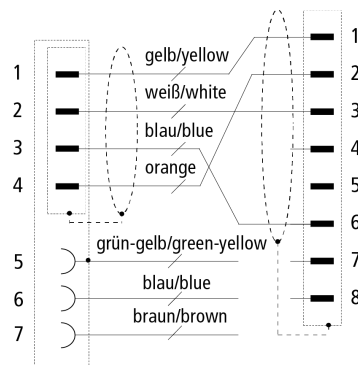 gelb/yellow
1
1
2
weiß/white
2
3
blau/blue
3
4
orange
4
5
6
5
grün-gelb/green-yellow
7
6
blau/blue
8
7
braun/brown